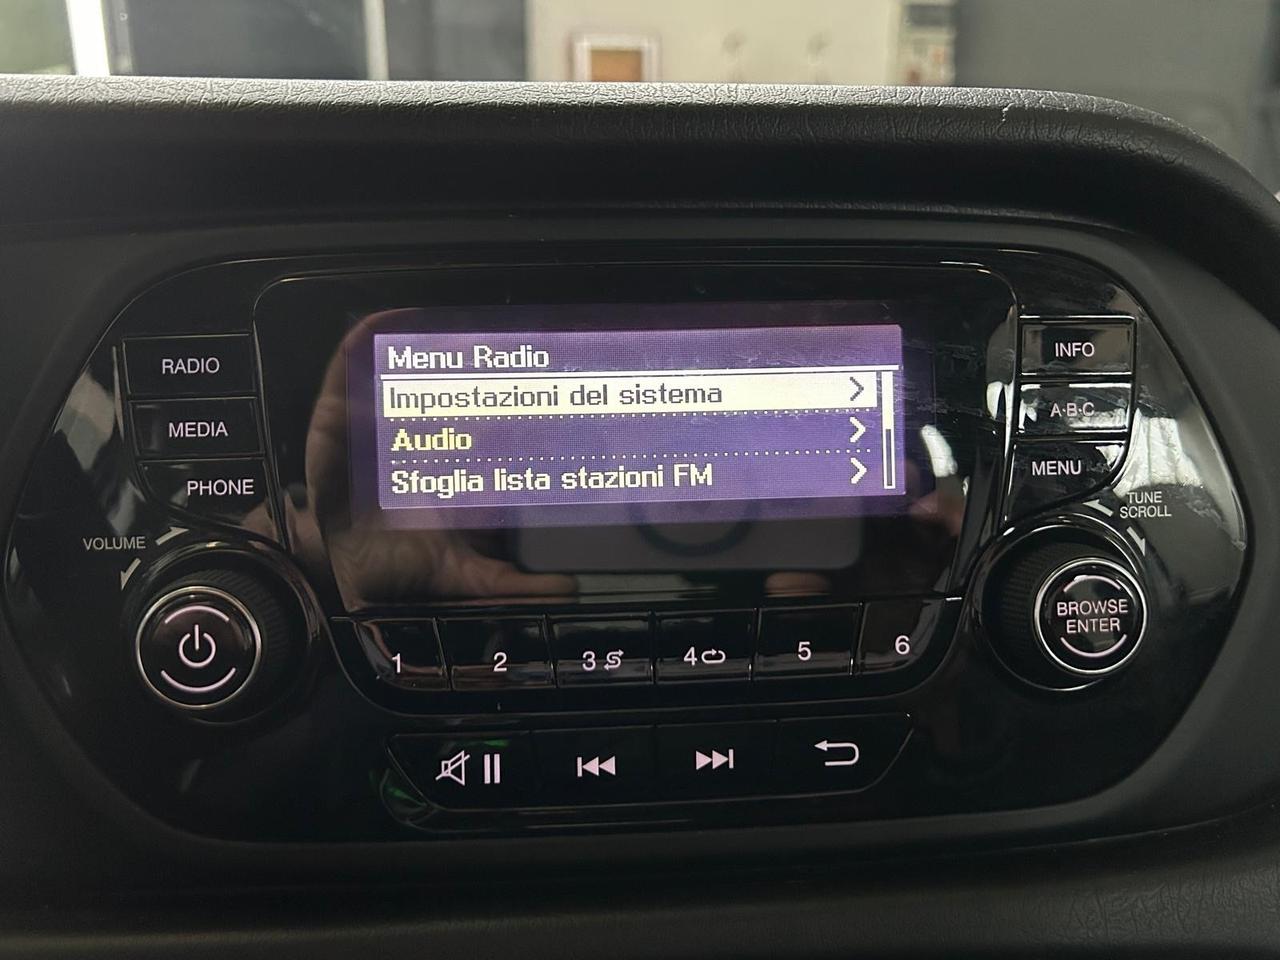 Menu Radio
Impostazioni del sistema
Audio
Sfoglia lista stazioni FM
RADIO
MEDIA
PHONE
VOLUME
INFO
A·B·C
MENU
TUNE
SCROLL
BROWSE
ENTER
1
2
3
4
5
6